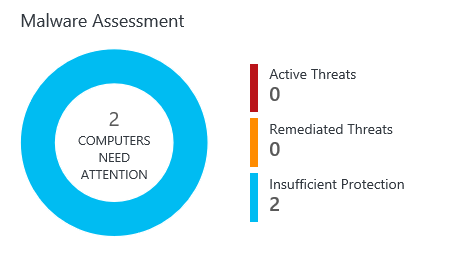 Malware Assessment
2
COMPUTERS
NEED
ATTENTION
Active Threats
0
Remediated Threats
0
Insufficient Protection
2